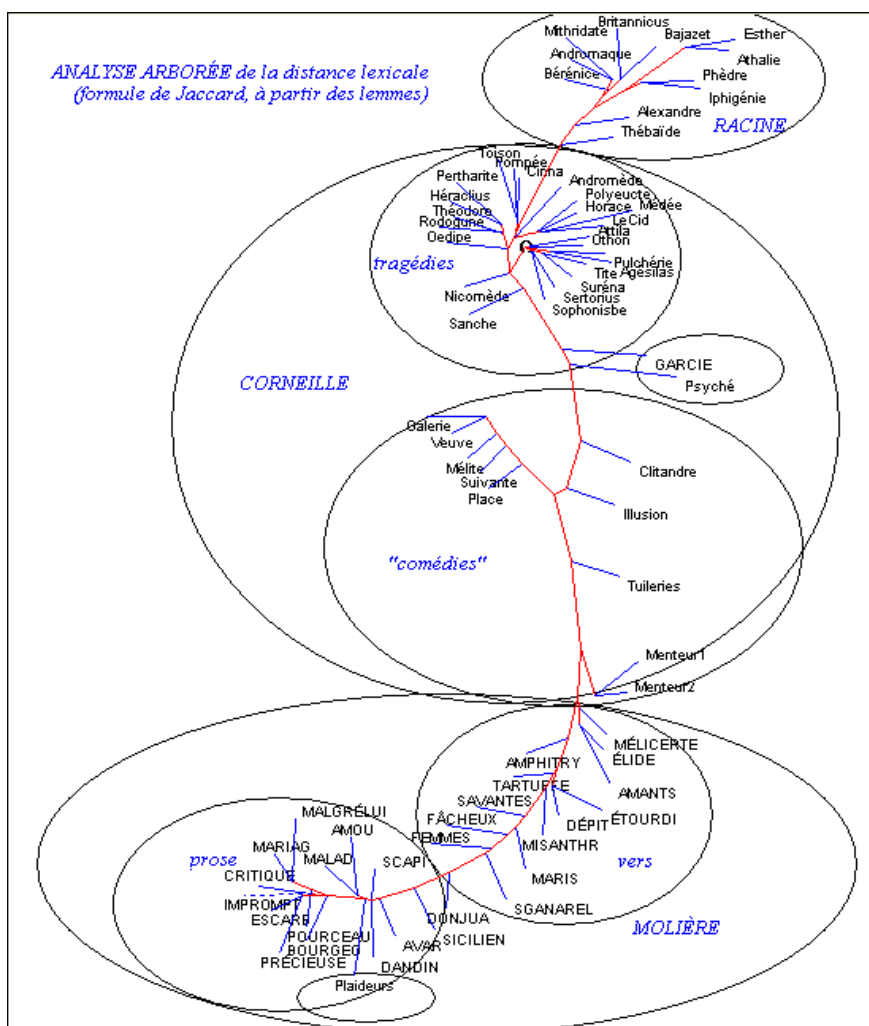 ANALYSE ARBORÉE de la distance lexicale
(formule de Jaccard, à partir des lemmes)
Britannicus
Mithridate
Bajazet
Esther
Andromaque
Athalie
Bérénice
Phèdre
Iphigénie
Alexandre
RACINE
Thébaïde
Toison
Pompée
Cinna
Pertharite
Andromède
Héraclius
Polyeucte
Théodore
Horace
Médée
Rodogune
Le Cid
Attila
Oedipe
Othon
tragédies
Pulchérie
Tite
Agésilas
Suréna
Nicomède
Sertorius
Sophonisbe
Sanche
GARCIE
CORNEILLE
Psyché
Galerie
Veuve
Mélite
Clitandre
Suivante
Place
Illusion
"comédies"
Tuileries
Menteur1
Menteur2
MÉLICERTE
AMPHITRY
ÉLIDE
TARTUFFE
AMANTS
SAVANTES
MALGRÉLUI
FÂCHEUX
ÉTOURDI
AMOU
DÉPIT
FEMMES
MARIAG
MISANTHR
prose
MALAD
SCAPI
vers
CRITIQUE
MARIS
IMPROMPT
SGANAREL
ESCARB
DONJUA
MOLIÈRE
POURCEAU
SICILIEN
BOURGEO
AVAR
PRÉCIEUSE
DANDIN
Plaideurs